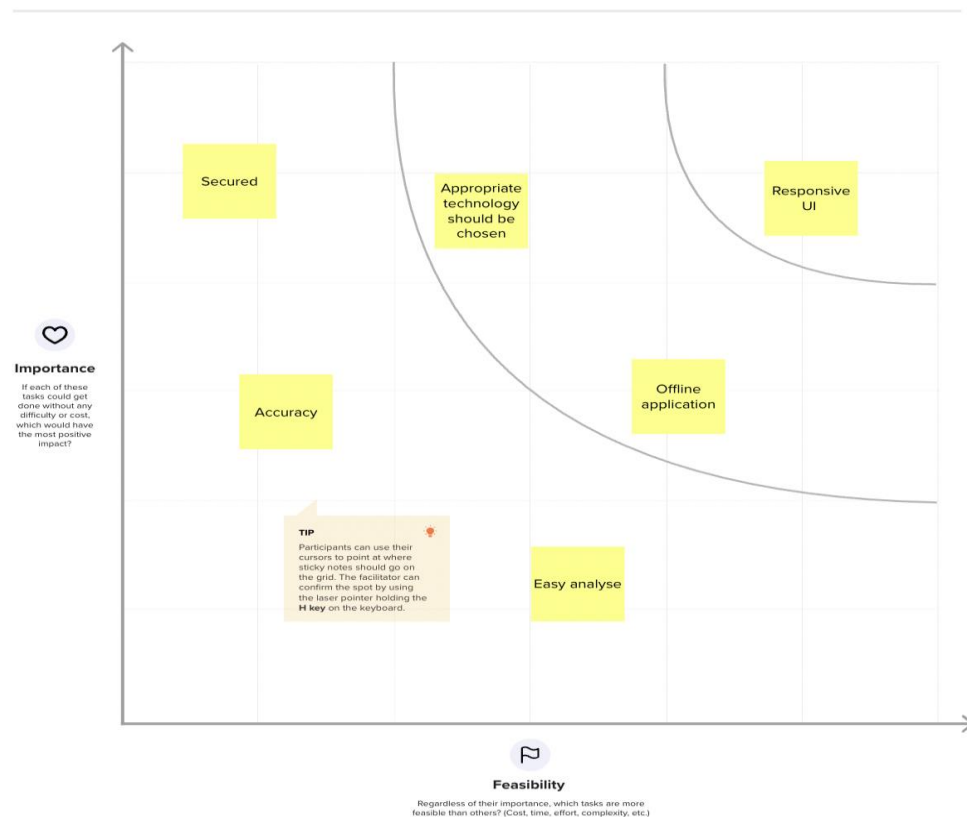 Secured
Appropriate
technology
should be
chosen
Responsive
UI
Importance
If each of these
tasks could get
done without any
difficulty or cost,
which would have
the most positive
impact?
Accuracy
Offline
application
TIP
Participants can use their
cursors to point at where
sticky notes should go on
the grid. The facilitator can
confirm the spot by using
the laser pointer holding the
H key on the keyboard.
Easy analyse
Feasibility
Regardless of their importance, which tasks are more
feasible than others? (Cost, time, effort, complexity, etc.)